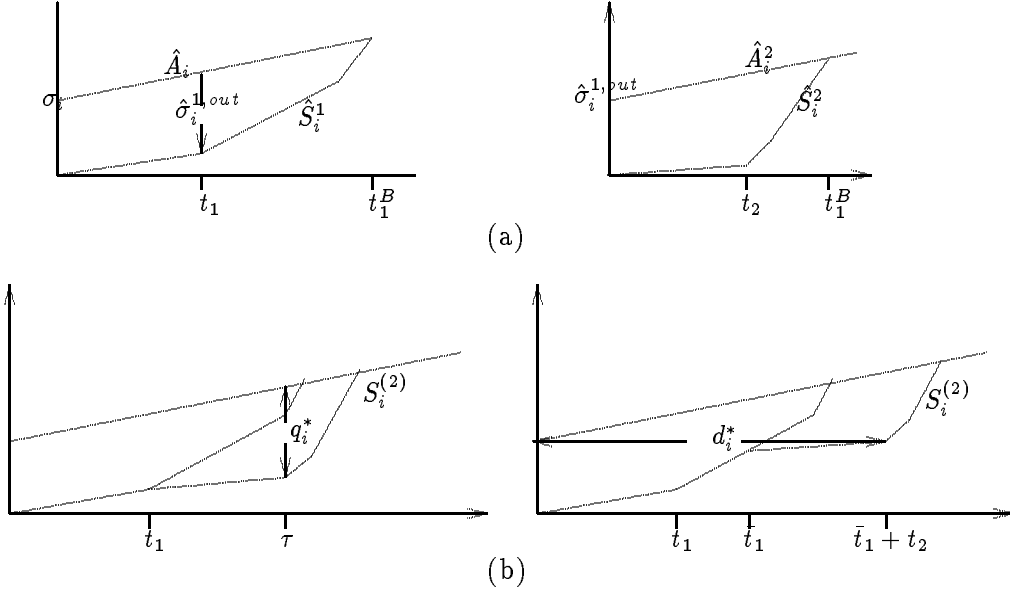 Â_i
σ_i
σ̂_i^{1,out}
Ŝ_i^1
t_1
t_1^B
Â_i^2
σ̂_i^{1,out}
Ŝ_i^2
t_2
t_1^B
(a)
S_i^{(2)}
q_i^*
t_1
τ
S_i^{(2)}
d_i^*
t_1
t̄_1
t̄_1 + t_2
(b)